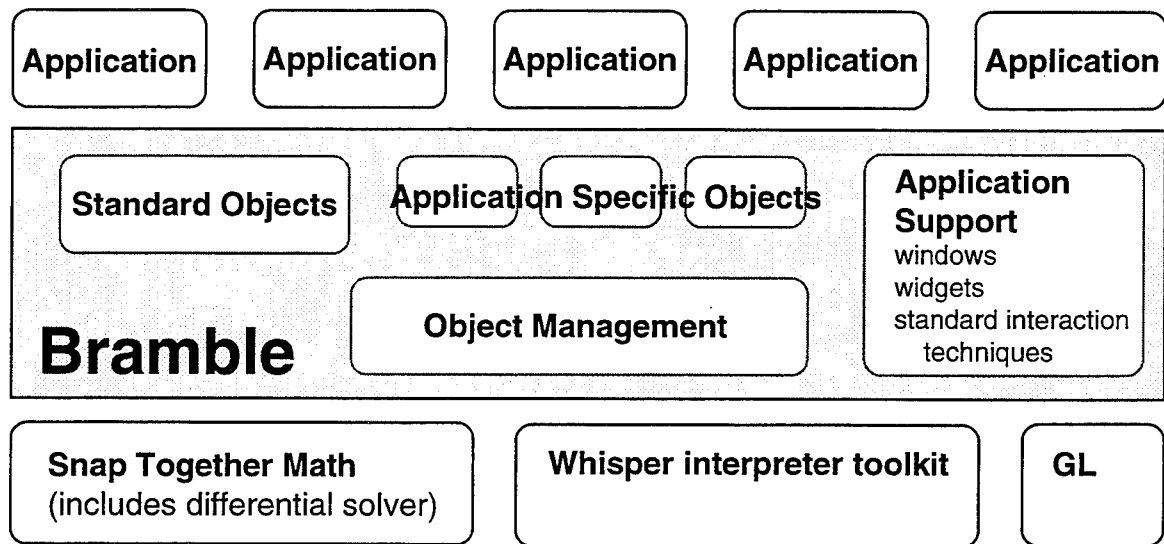 Application Application Application Application Application
Standard Objects
Application Specific Objects
Application
Support
windows
widgets
standard interaction
techniques
Object Management
Bramble
Snap Together Math
(includes differential solver)
Whisper interpreter toolkit
GL